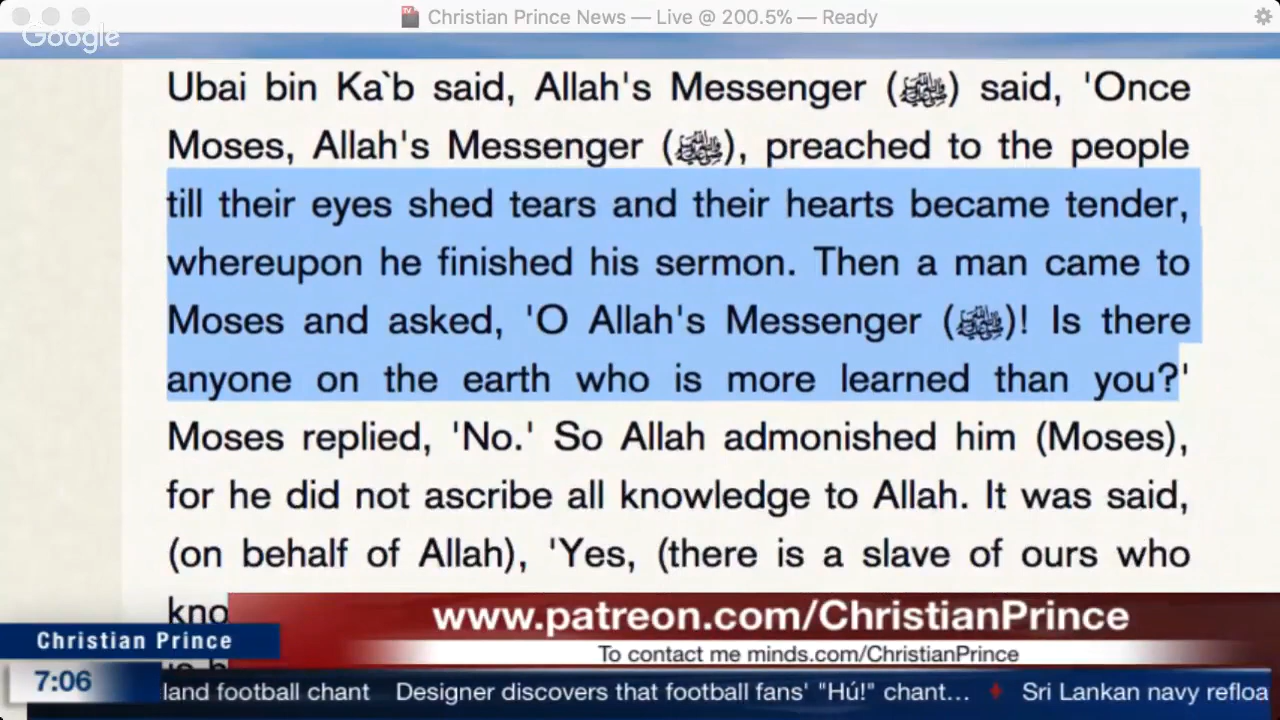 Christian Prince News — Live @ 200.5% — Ready
Google
Ubai bin Ka`b said, Allah's Messenger (ﷺ) said, 'Once
Moses, Allah's Messenger (ﷺ), preached to the people
till their eyes shed tears and their hearts became tender,
whereupon he finished his sermon. Then a man came to
Moses and asked, 'O Allah's Messenger (ﷺ)! Is there
anyone on the earth who is more learned than you?'
Moses replied, 'No.' So Allah admonished him (Moses),
for he did not ascribe all knowledge to Allah. It was said,
(on behalf of Allah), 'Yes, (there is a slave of ours who
kno
www.patreon.com/ChristianPrince
Christian Prince
To contact me minds.com/ChristianPrince
7:06
land football chant Designer discovers that football fans' "Hú!" chant... ♦ Sri Lankan navy refloa